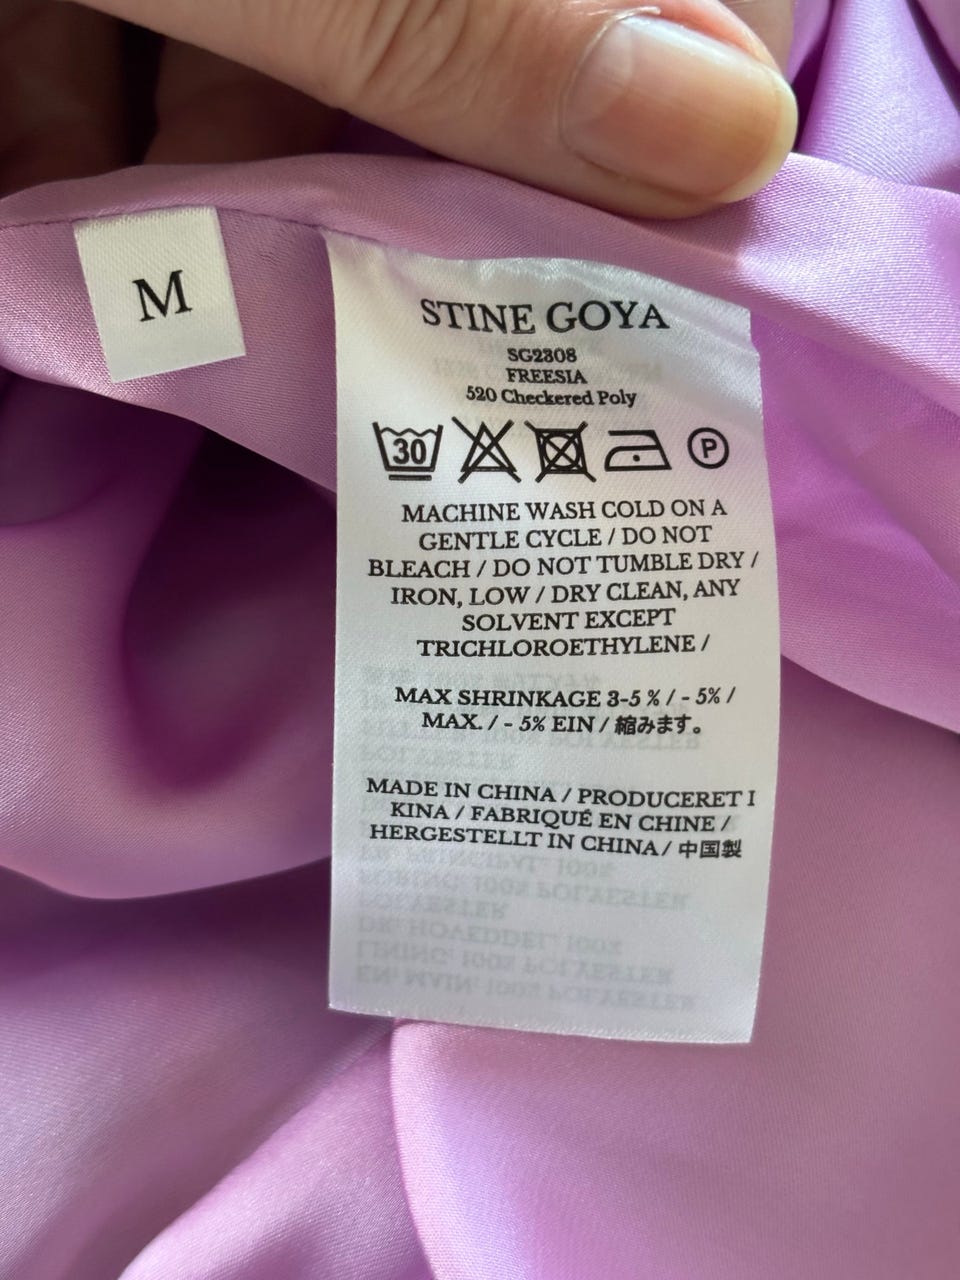 M
STINE GOYA
SG2308
FREESIA
520 Checkered Poly
30
P
MACHINE WASH COLD ON A
GENTLE CYCLE / DO NOT
BLEACH / DO NOT TUMBLE DRY /
IRON, LOW / DRY CLEAN, ANY
SOLVENT EXCEPT
TRICHLOROETHYLENE /
MAX SHRINKAGE 3-5 % / - 5% /
MAX. / - 5% EIN / 縮みます。
MADE IN CHINA / PRODUCERET I
KINA / FABRIQUÉ EN CHINE /
HERGESTELLT IN CHINA / 中国製